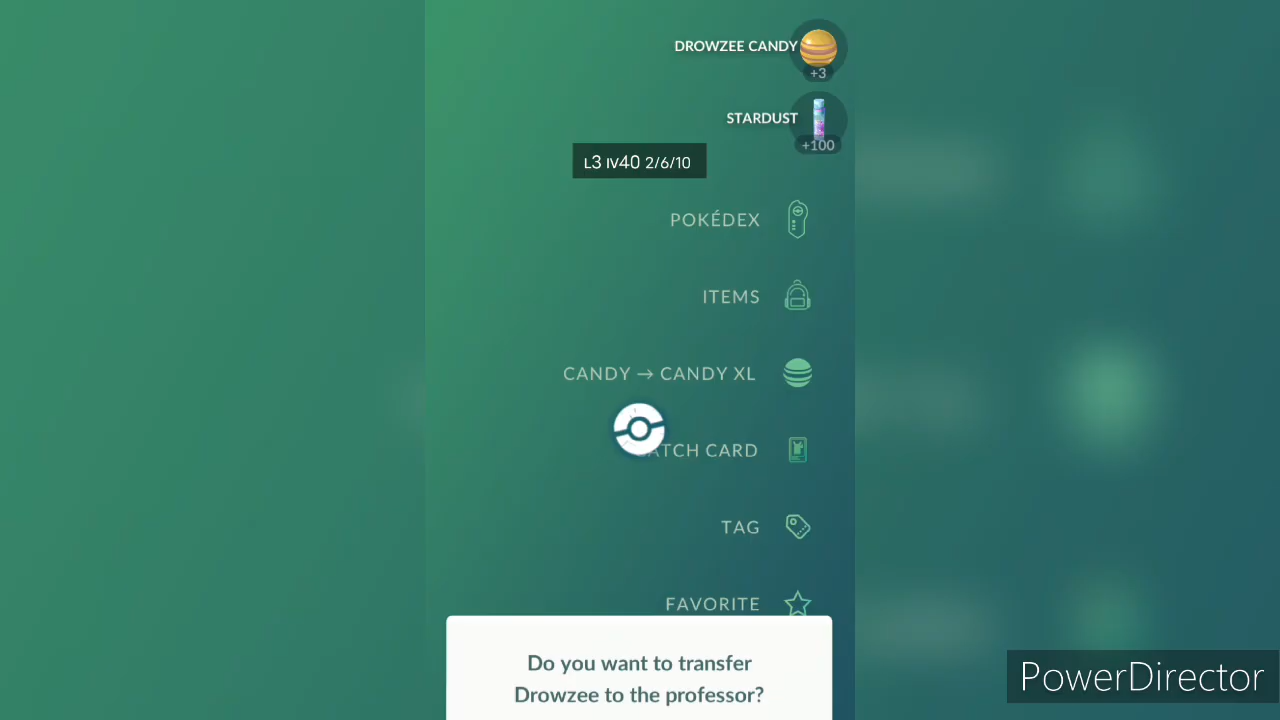 DROWZEE CANDY
+3
STARDUST
+100
L3 IV40 2/6/10
POKÉDEX
ITEMS
CANDY → CANDY XL
CATCH CARD
TAG
FAVORITE
Do you want to transfer
Drowzee to the professor?
PowerDirector